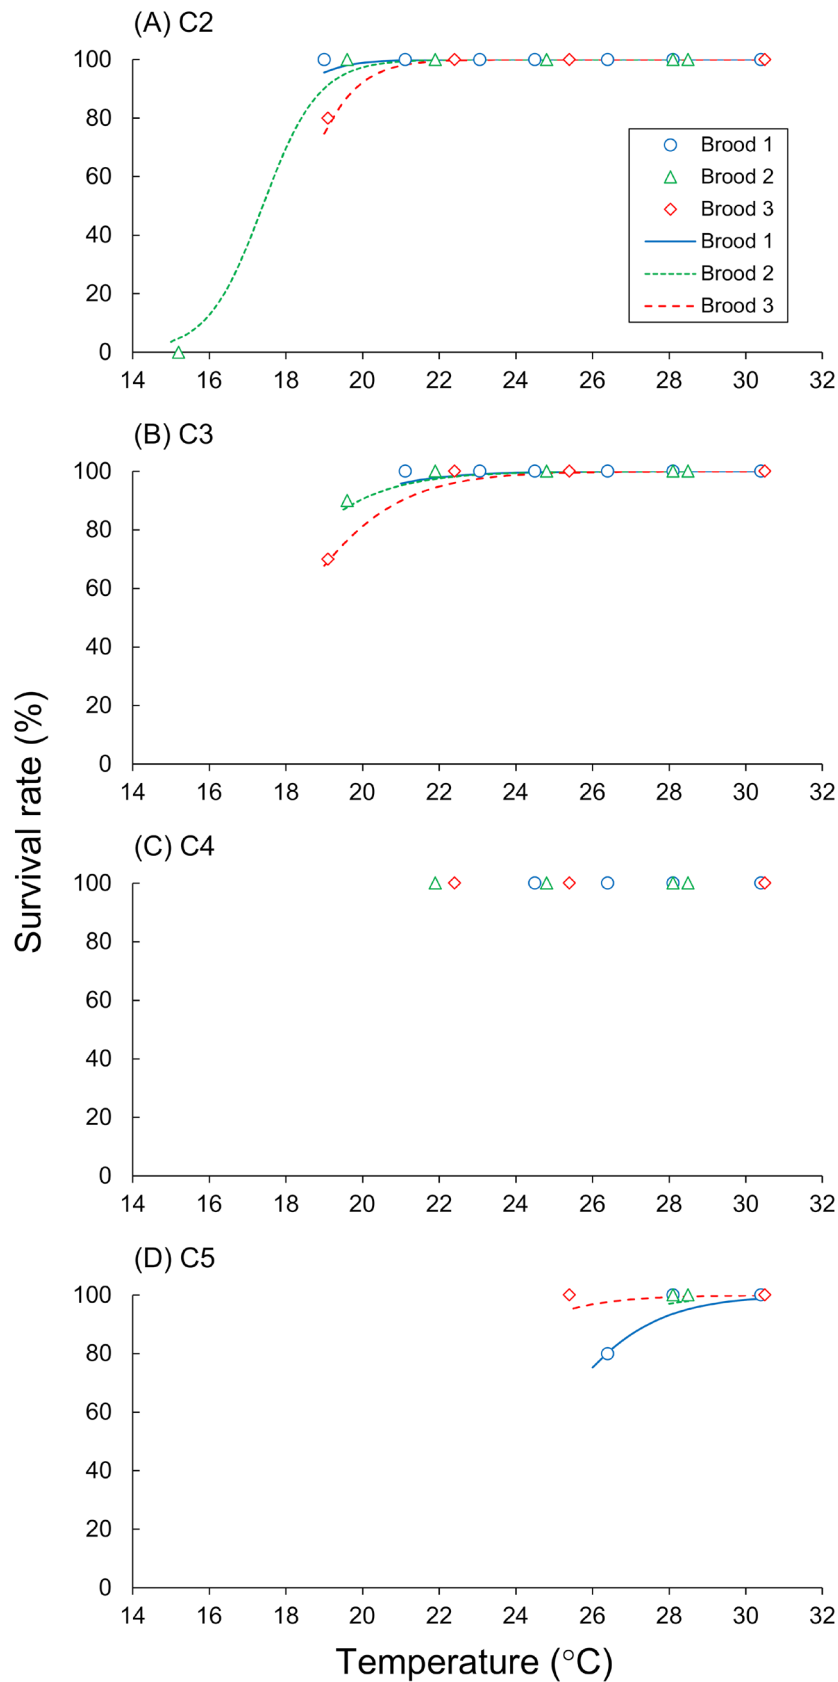 (A) C2
100
80
60
40
20
0
14 16 18 20 22 24 26 28 30 32
Brood 1
Brood 2
Brood 3
Brood 1
Brood 2
Brood 3
(B) C3
100
80
60
40
20
0
14 16 18 20 22 24 26 28 30 32
Survival rate (%)
(C) C4
100
80
60
40
20
0
14 16 18 20 22 24 26 28 30 32
(D) C5
100
80
60
40
20
0
14 16 18 20 22 24 26 28 30 32
Temperature (°C)